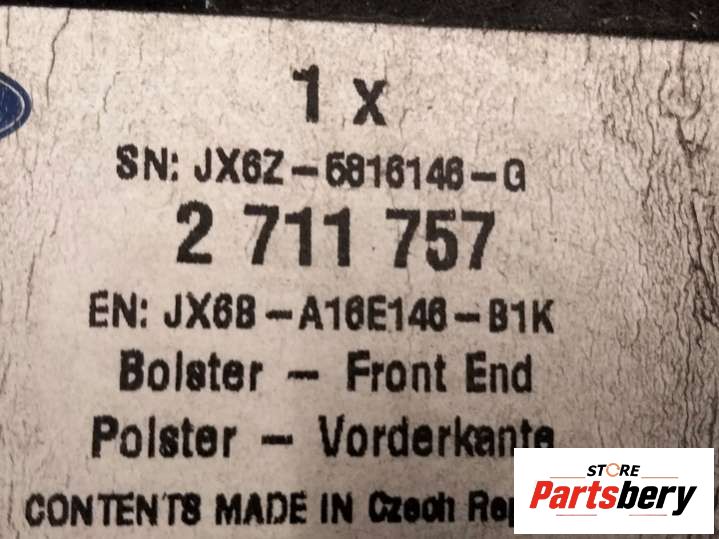 1 x
SN: JX6Z-5816146-G
2 711 757
EN: JX6B-A16E146-B1K
Bolster - Front End
Polster - Vorderkante
CONTENTS MADE IN Czech Rep
STORE
Partsbery